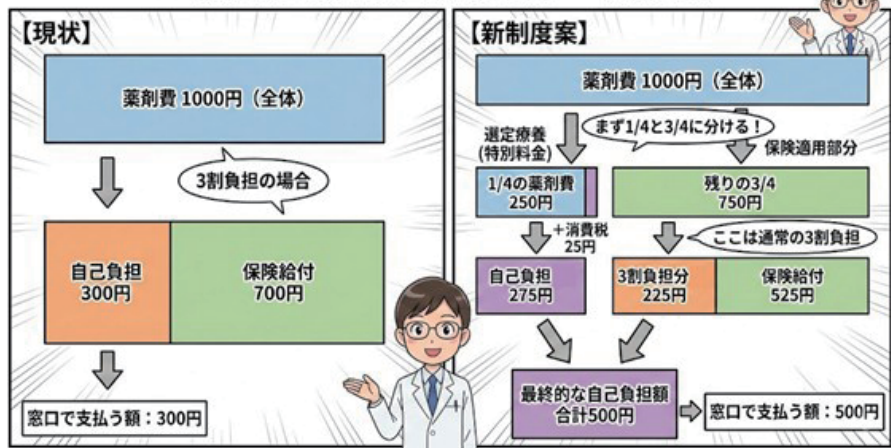 【現状】
薬剤費 1000円（全体）
3割負担の場合
自己負担
300円
保険給付
700円
窓口で支払う額：300円
【新制度案】
薬剤費 1000円（全体）
まず1/4と3/4に分ける！
選定療養
(特別料金)
保険適用部分
1/4の薬剤費
250円
残りの3/4
750円
＋消費税
25円
ここは通常の3割負担
自己負担
275円
3割負担分
225円
保険給付
525円
最終的な自己負担額
合計500円
窓口で支払う額：500円